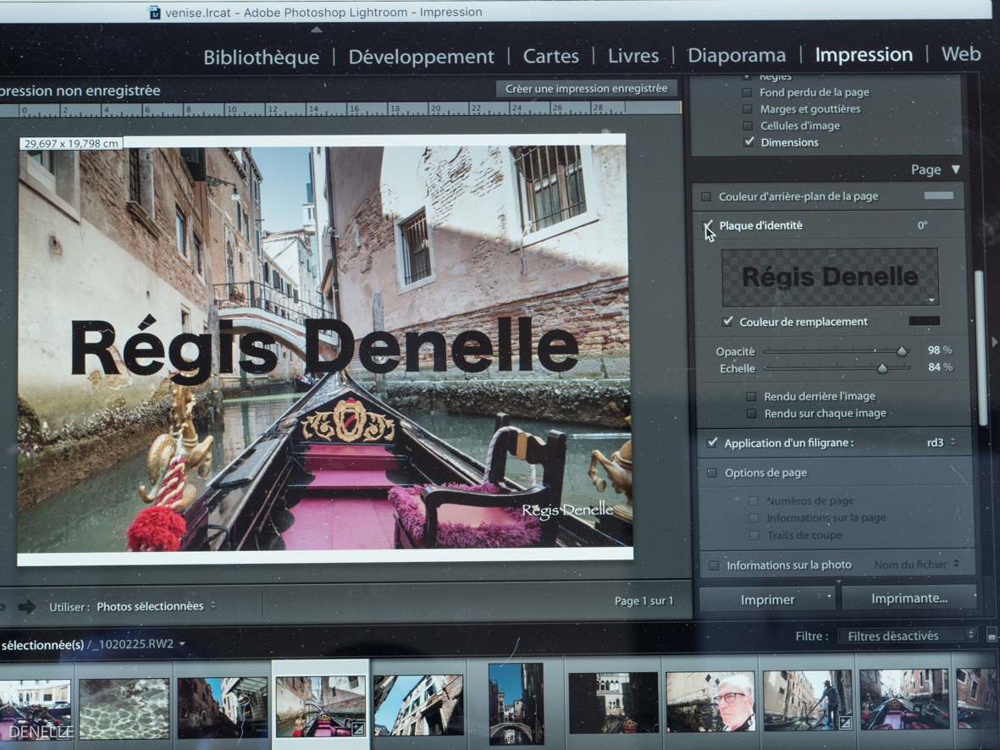 venise.lrcat - Adobe Photoshop Lightroom - Impression
Bibliothèque | Développement | Cartes | Livres | Diaporama | Impression | Web
pression non enregistrée
Créer une impression enregistrée
0 2 4 6 8 10 12 14 16 18 20 22 24 26 28
29,697 x 19,798 cm
Régis Denelle
Régis Denelle
Règles
Fond perdu de la page
Marges et gouttières
Cellules d'image
Dimensions
Page
Couleur d'arrière-plan de la page
Plaque d'identité 0°
Régis Denelle
Couleur de remplacement
Opacité 98 %
Echelle 84 %
Rendu derrière l'image
Rendu sur chaque image
Application d'un filigrane : rd3
Options de page
Numéros de page
Informations sur la page
Traits de coupe
Informations sur la photo Nom du fichier
Utiliser : Photos sélectionnées
Page 1 sur 1
Imprimer
Imprimante...
sélectionnée(s) /_1020225.RW2
Filtre : Filtres désactivés
DENELLE